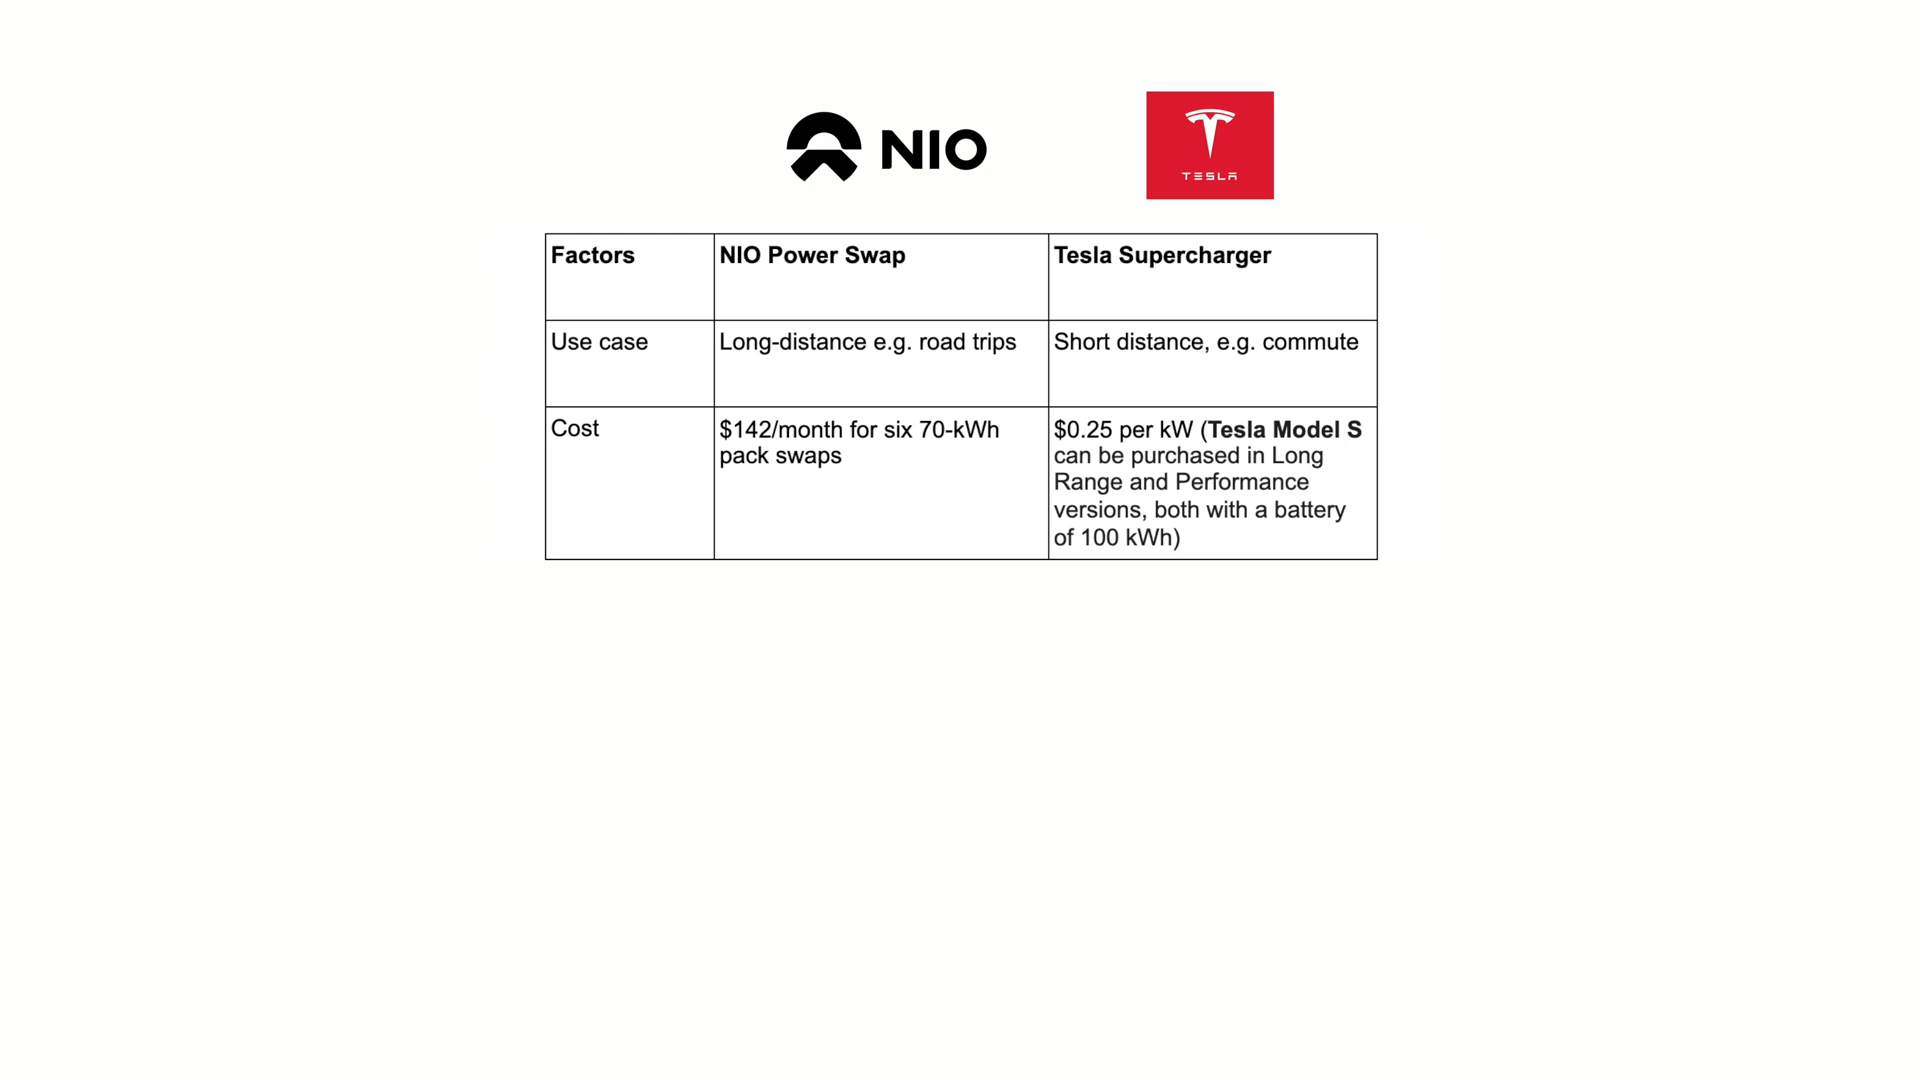 NIO
TESLA
Factors
NIO Power Swap
Tesla Supercharger
Use case
Long-distance e.g. road trips
Short distance, e.g. commute
Cost
$142/month for six 70-kWh
pack swaps
$0.25 per kW (Tesla Model S
can be purchased in Long
Range and Performance
versions, both with a battery
of 100 kWh)